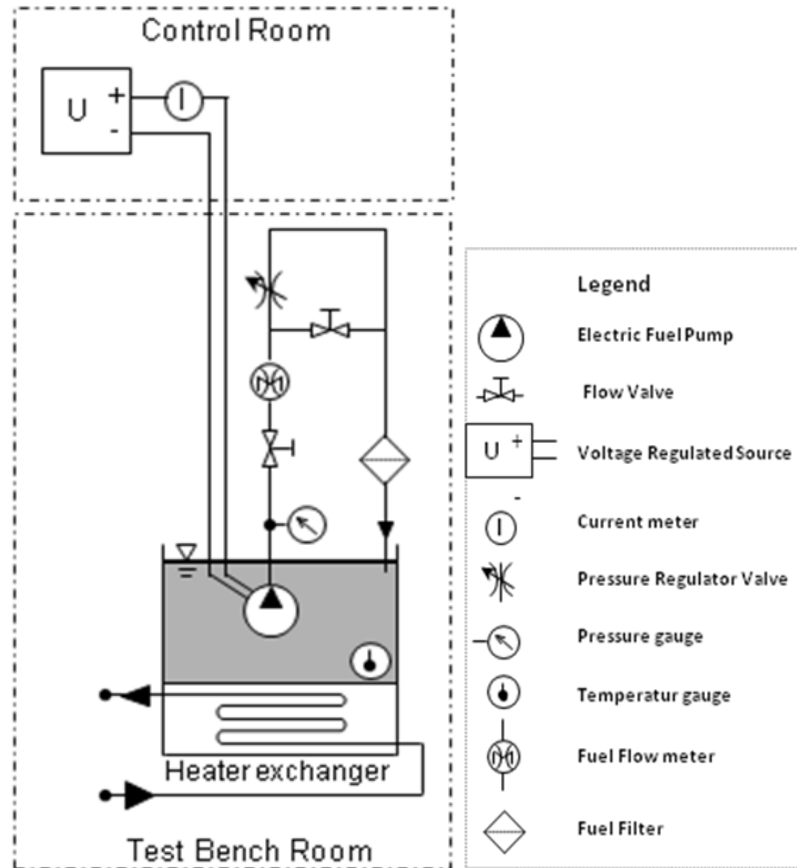 Control Room
U
+
-
I
Heater exchanger
Test Bench Room
Legend
Electric Fuel Pump
Flow Valve
U +
Voltage Regulated Source
-
I
Current meter
Pressure Regulator Valve
Pressure gauge
Temperatur gauge
Fuel Flow meter
Fuel Filter